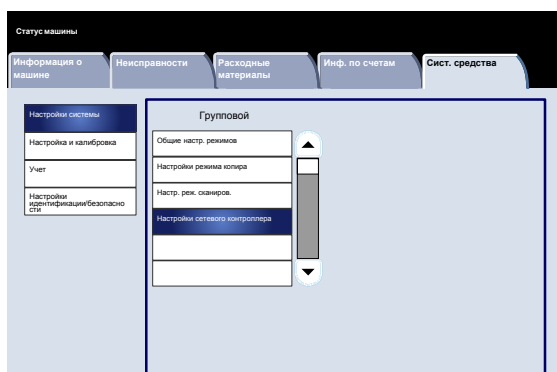 Статус машины
Информация о
машине
Неисправности
Расходные
материалы
Инф. по счетам
Сист. средства
Настройки системы
Настройка и калибровка
Учет
Настройки
идентификации/безопасно
сти
Групповой
Общие настр. режимов
Настройки режима копира
Настр. реж. сканиров.
Настройки сетевого контроллера